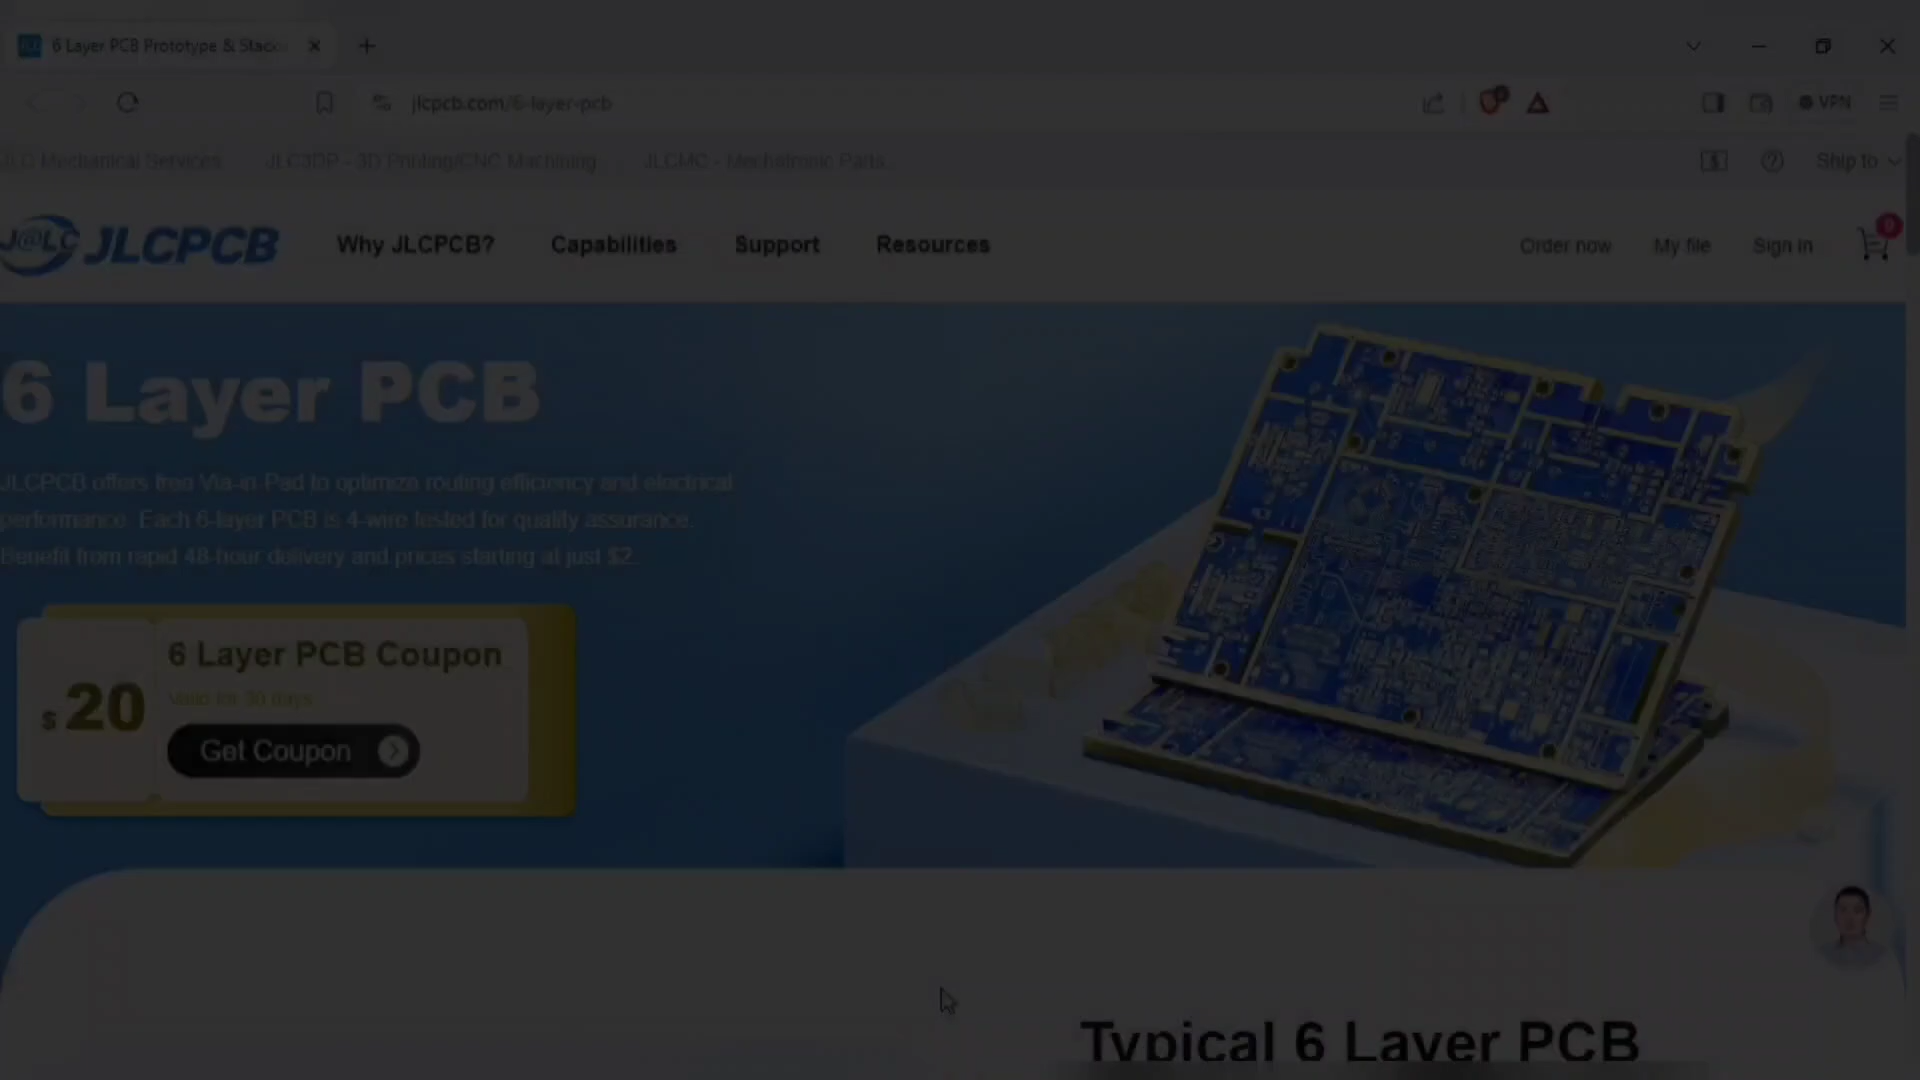 6 Layer PCB Prototype & Stack
jlcpcb.com/6-layer-pcb
VPN
JLC Mechanical Services
JLC3DP - 3D Printing/CNC Machining
JLCMC - Mechatronic Parts
$
?
Ship to
J@LC JLCPCB
Why JLCPCB?
Capabilities
Support
Resources
Order now
My file
Sign in
0
6 Layer PCB
JLCPCB offers free Via-in Pad to optimize routing efficiency and electrical
performance. Each 6-layer PCB is 4-wire tested for quality assurance.
Benefit from rapid 48-hour delivery and prices starting at just $2.
6 Layer PCB Coupon
Valid for 30 days
$ 20
Get Coupon
Typical 6 Layer PCB